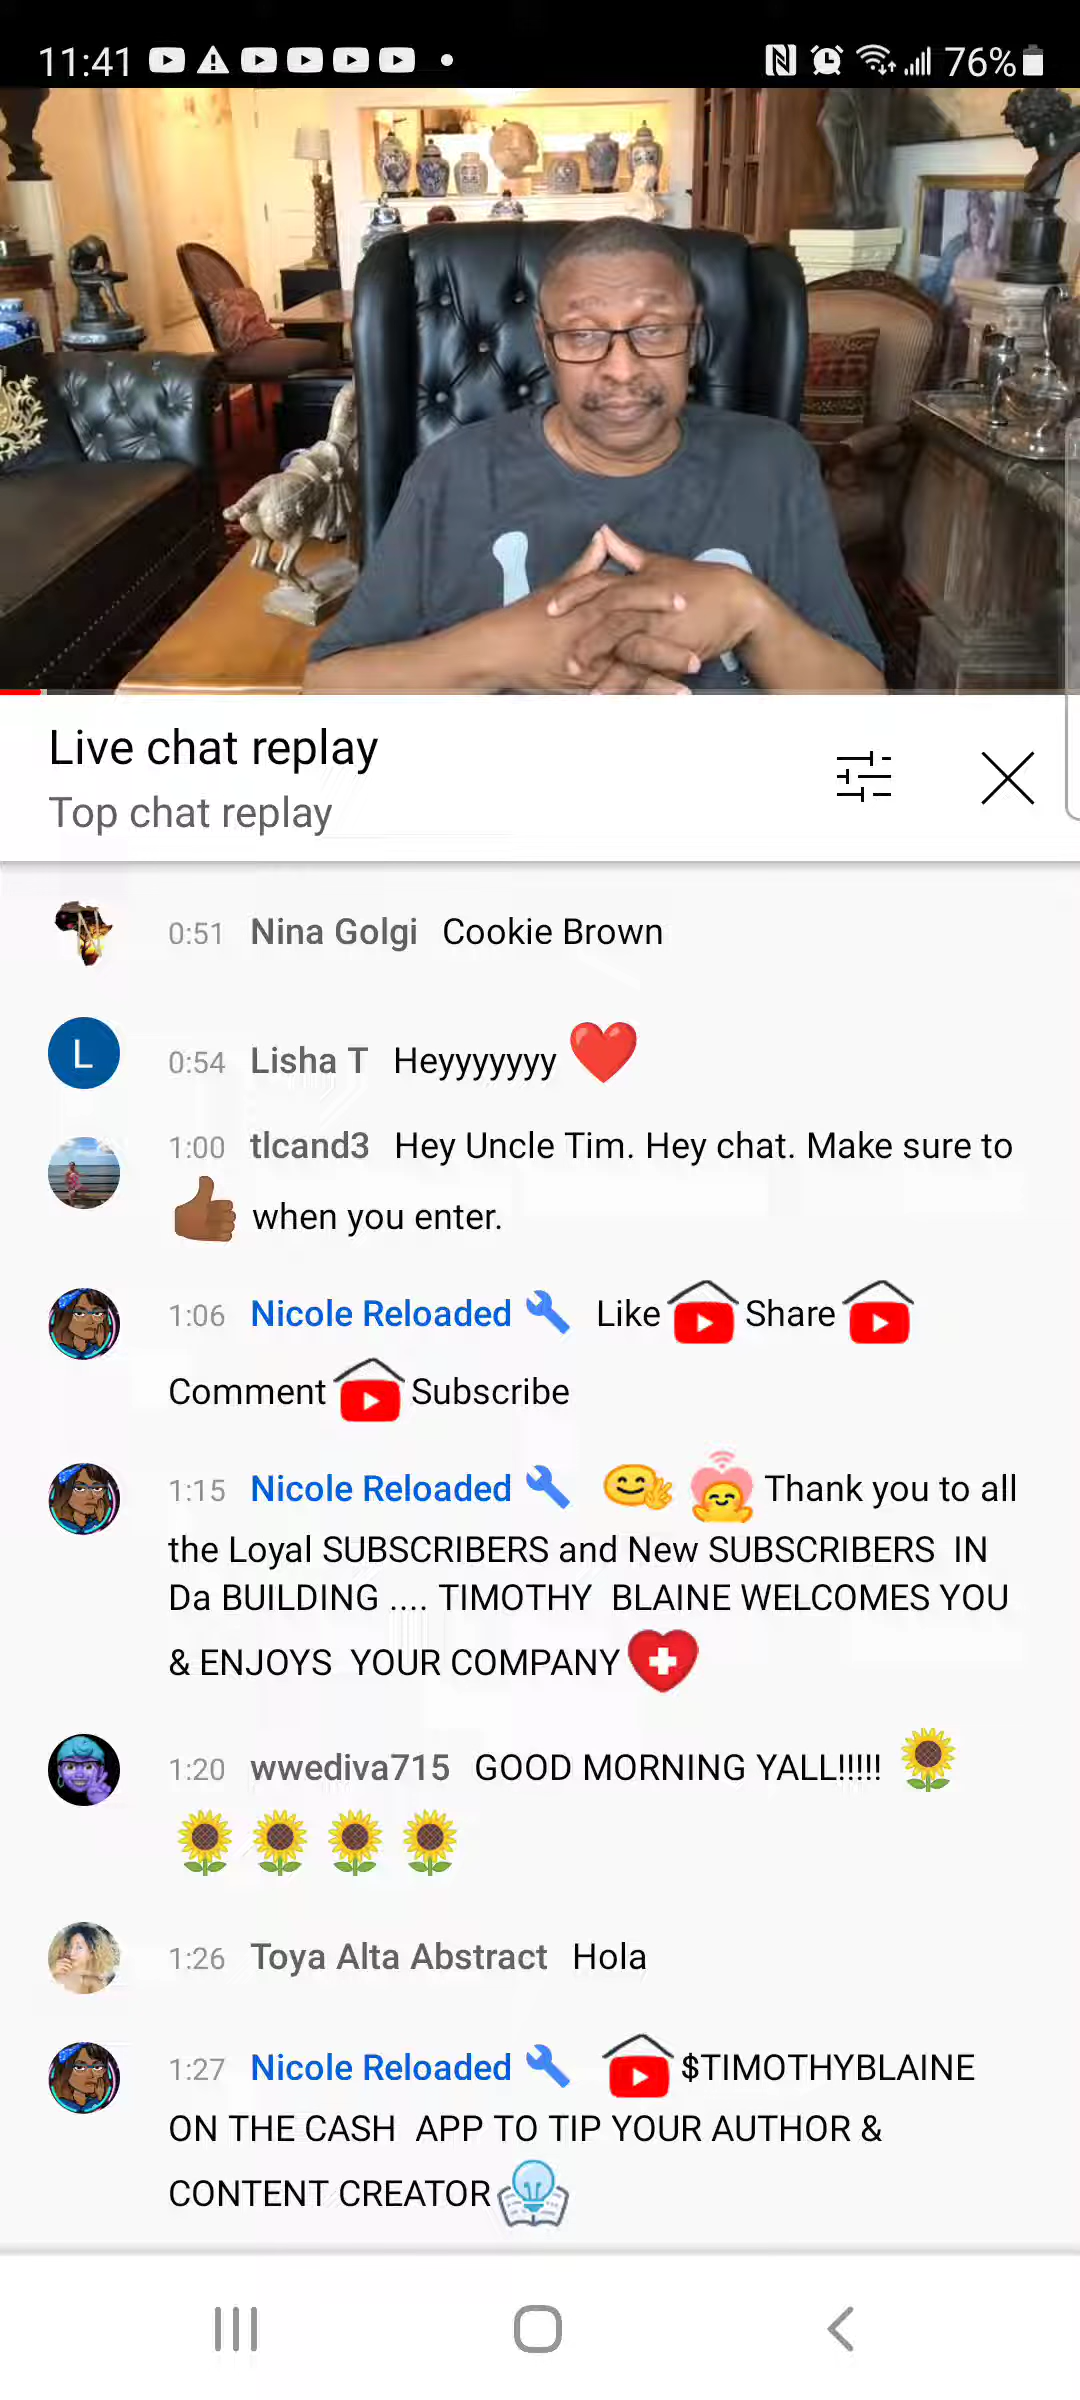 11:41 76%
Live chat replay
Top chat replay
0:51 Nina Golgi Cookie Brown
L 0:54 Lisha T Heyyyyyyy ❤️
1:00 tlcand3 Hey Uncle Tim. Hey chat. Make sure to
👍🏾 when you enter.
1:06 Nicole Reloaded Like Share
Comment Subscribe
1:15 Nicole Reloaded Thank you to all
the Loyal SUBSCRIBERS and New SUBSCRIBERS IN
Da BUILDING .... TIMOTHY BLAINE WELCOMES YOU
& ENJOYS YOUR COMPANY
1:20 wwediva715 GOOD MORNING YALL!!!!! 🌻
🌻🌻🌻🌻
1:26 Toya Alta Abstract Hola
1:27 Nicole Reloaded $TIMOTHYBLAINE
ON THE CASH APP TO TIP YOUR AUTHOR &
CONTENT CREATOR